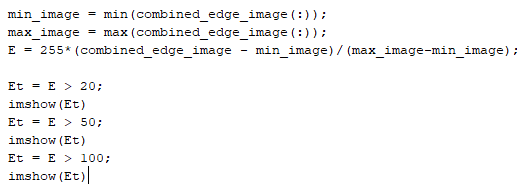 min_image = min(combined_edge_image(:));
max_image = max(combined_edge_image(:));
E = 255*(combined_edge_image - min_image)/(max_image-min_image);
Et = E > 20;
imshow(Et)
Et = E > 50;
imshow(Et)
Et = E > 100;
imshow(Et)